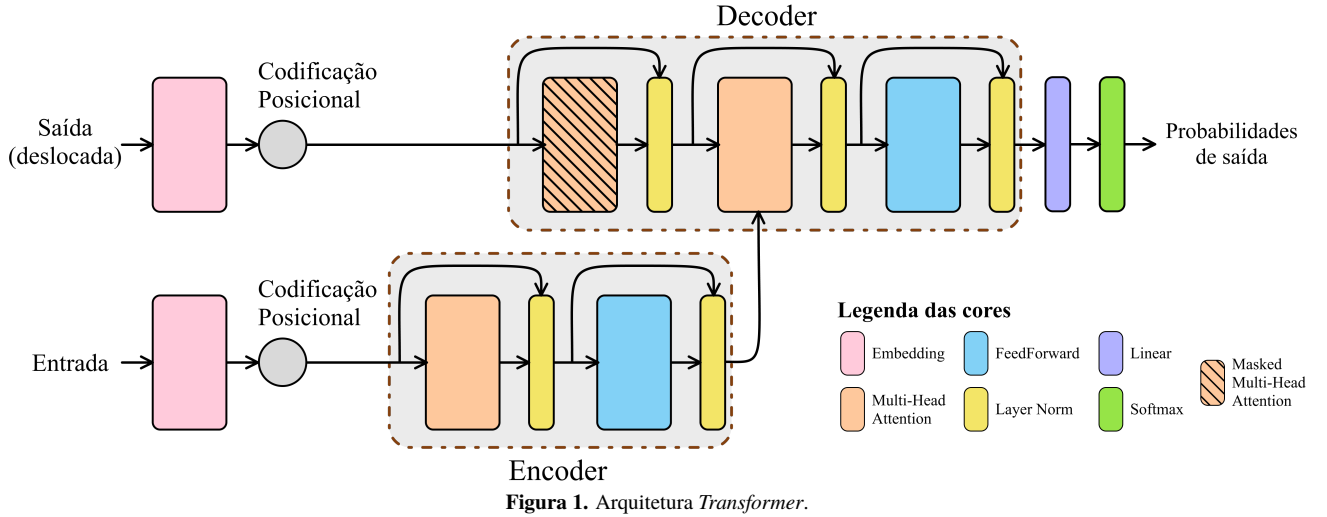 Decoder
Codificação
Posicional
Saída
(deslocada)
Probabilidades
de saída
Codificação
Posicional
Entrada
Encoder
Legenda das cores
Embedding
FeedForward
Linear
Masked
Multi-Head
Attention
Multi-Head
Attention
Layer Norm
Softmax
Figura 1. Arquitetura Transformer.